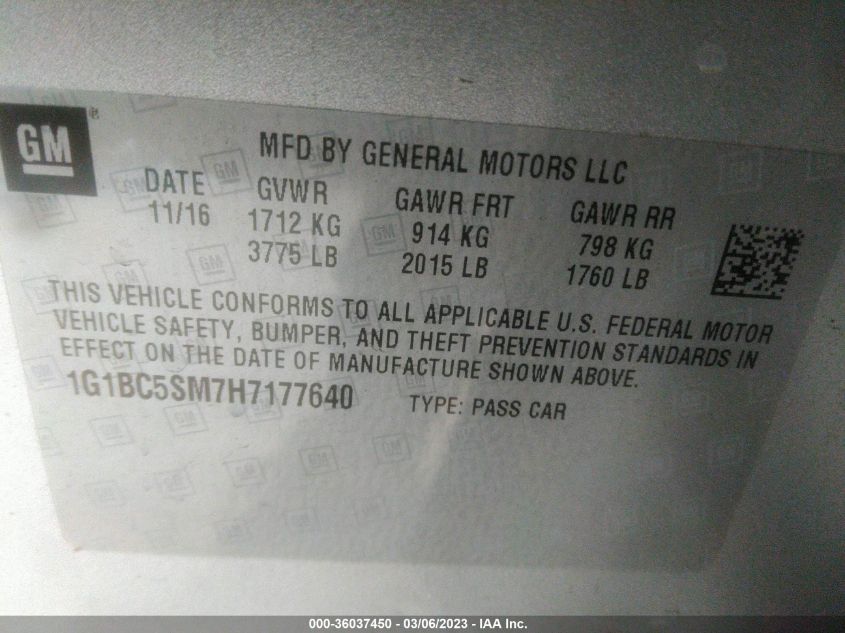 GM
MFD BY GENERAL MOTORS LLC
DATE GVWR GAWR FRT GAWR RR
11/16 1712 KG 914 KG 798 KG
3775 LB 2015 LB 1760 LB
THIS VEHICLE CONFORMS TO ALL APPLICABLE U.S. FEDERAL MOTOR
VEHICLE SAFETY, BUMPER, AND THEFT PREVENTION STANDARDS IN
EFFECT ON THE DATE OF MANUFACTURE SHOWN ABOVE.
1G1BC5SM7H7177640 TYPE: PASS CAR
000-36037450 - 03/06/2023 - IAA Inc.